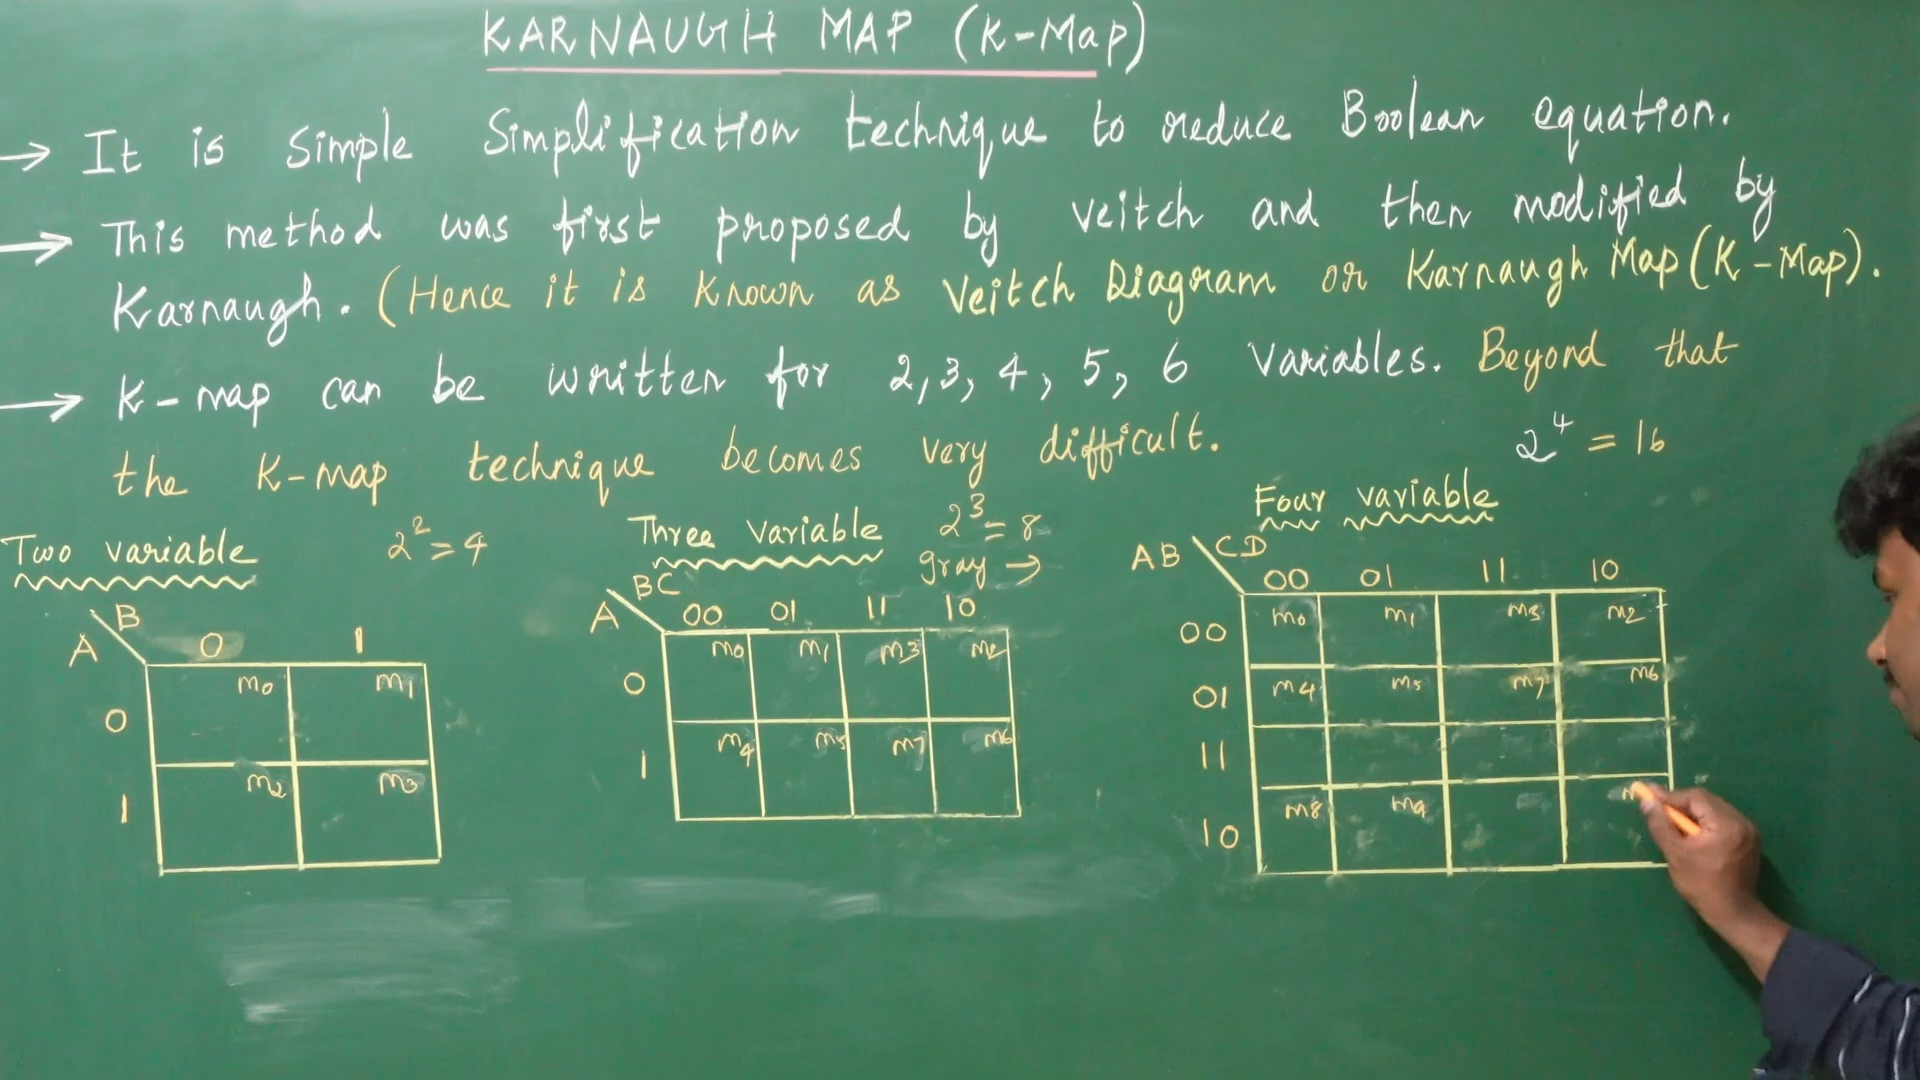 KARNAUGH MAP (K-Map)
→ It is Simple Simplification technique to reduce Boolean equation.
→ This method was first proposed by Veitch and then modified by
Karnaugh. (Hence it is known as Veitch Diagram or Karnaugh Map (K-Map).
→ K-map can be written for 2, 3, 4, 5, 6 Variables. Beyond that
the K-map technique becomes very difficult.
Two variable 2² = 4
B
A 0 1
0 m0 m1
1 m2 m3
Three Variable 2³ = 8
gray →
BC
A 00 01 11 10
0 m0 m1 m3 m2
1 m4 m5 m7 m6
2⁴ = 16
Four variable
AB CD
00 01 11 10
00 m0 m1 m3 m2
01 m4 m5 m7 m6
11
10 m8 m9 m